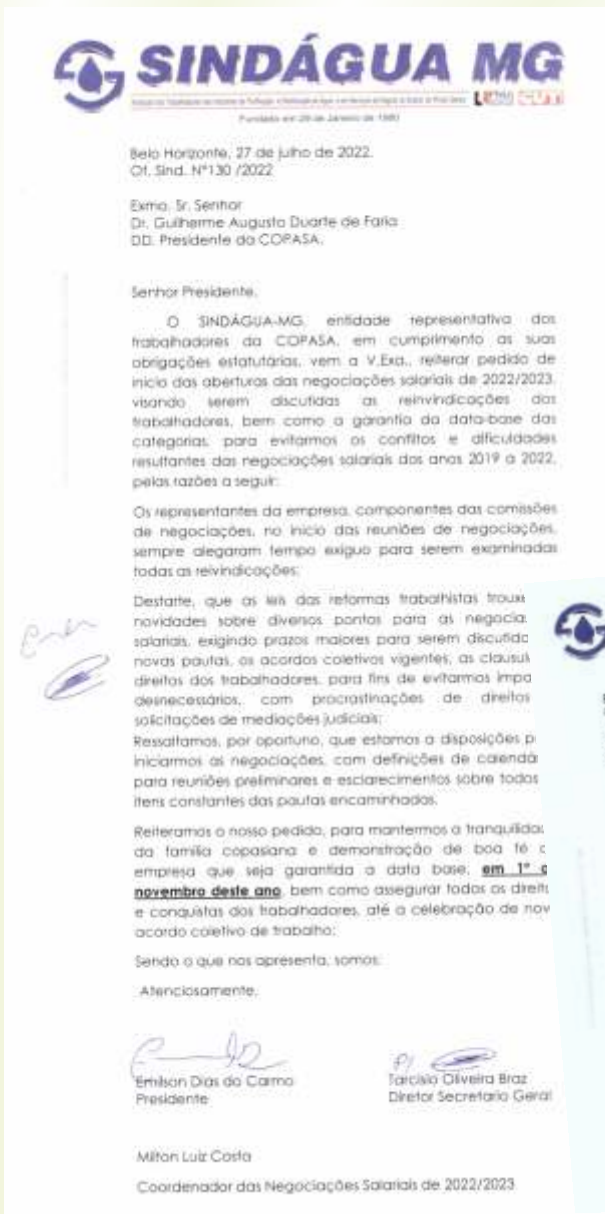 SINDÁGUA MG
CUT
Fundado em 29 de Janeiro de 1980
Belo Horizonte, 27 de julho de 2022.
Of. Sind. Nº130 /2022
Exmo. Sr. Senhor
Dr. Guilherme Augusto Duarte de Faria
DD. Presidente da COPASA.
Senhor Presidente,
O SINDÁGUA-MG, entidade representativa dos
trabalhadores da COPASA, em cumprimento as suas
obrigações estatutárias, vem a V.Exa., reiterar pedido de
início das aberturas das negociações salariais de 2022/2023,
visando serem discutidas as reinvindicações dos
trabalhadores, bem como a garantia da data-base das
categorias, para evitarmos os conflitos e dificuldades
resultantes das negociações salariais dos anos 2019 a 2022,
pelas razões a seguir:
Os representantes da empresa, componentes das comissões
de negociações, no início das reuniões de negociações,
sempre alegaram tempo exíguo para serem examinadas
todas as reivindicações;
Destarte, que as leis das reformas trabalhistas troux
novidades sobre diversos pontos para as negocia
salariais, exigindo prazos maiores para serem discutida
novas pautas, os acordos coletivos vigentes, as clausul
direitos dos trabalhadores, para fins de evitarmos impa
desnecessários, com procrastinações de direitos
solicitações de mediações judiciais;
Ressaltamos, por oportuno, que estamos a disposições p
iniciarmos as negociações, com definições de calendá
para reuniões preliminares e esclarecimentos sobre todos
itens constantes das pautas encaminhadas.
Reiteramos o nosso pedido, para mantermos a tranquilida
da família copasiana e demonstração de boa fé d
empresa que seja garantida a data base, em 1º d
novembro deste ano, bem como assegurar todos os direit
e conquistas dos trabalhadores, até a celebração de nov
acordo coletivo de trabalho;
Sendo o que nos apresenta, somos;
Atenciosamente,
P/
Emilson Dias do Carmo
Tarcísio Oliveira Braz
Presidente
Diretor Secretario Geral
Milton Luiz Costa
Coordenador das Negociações Salariais de 2022/2023